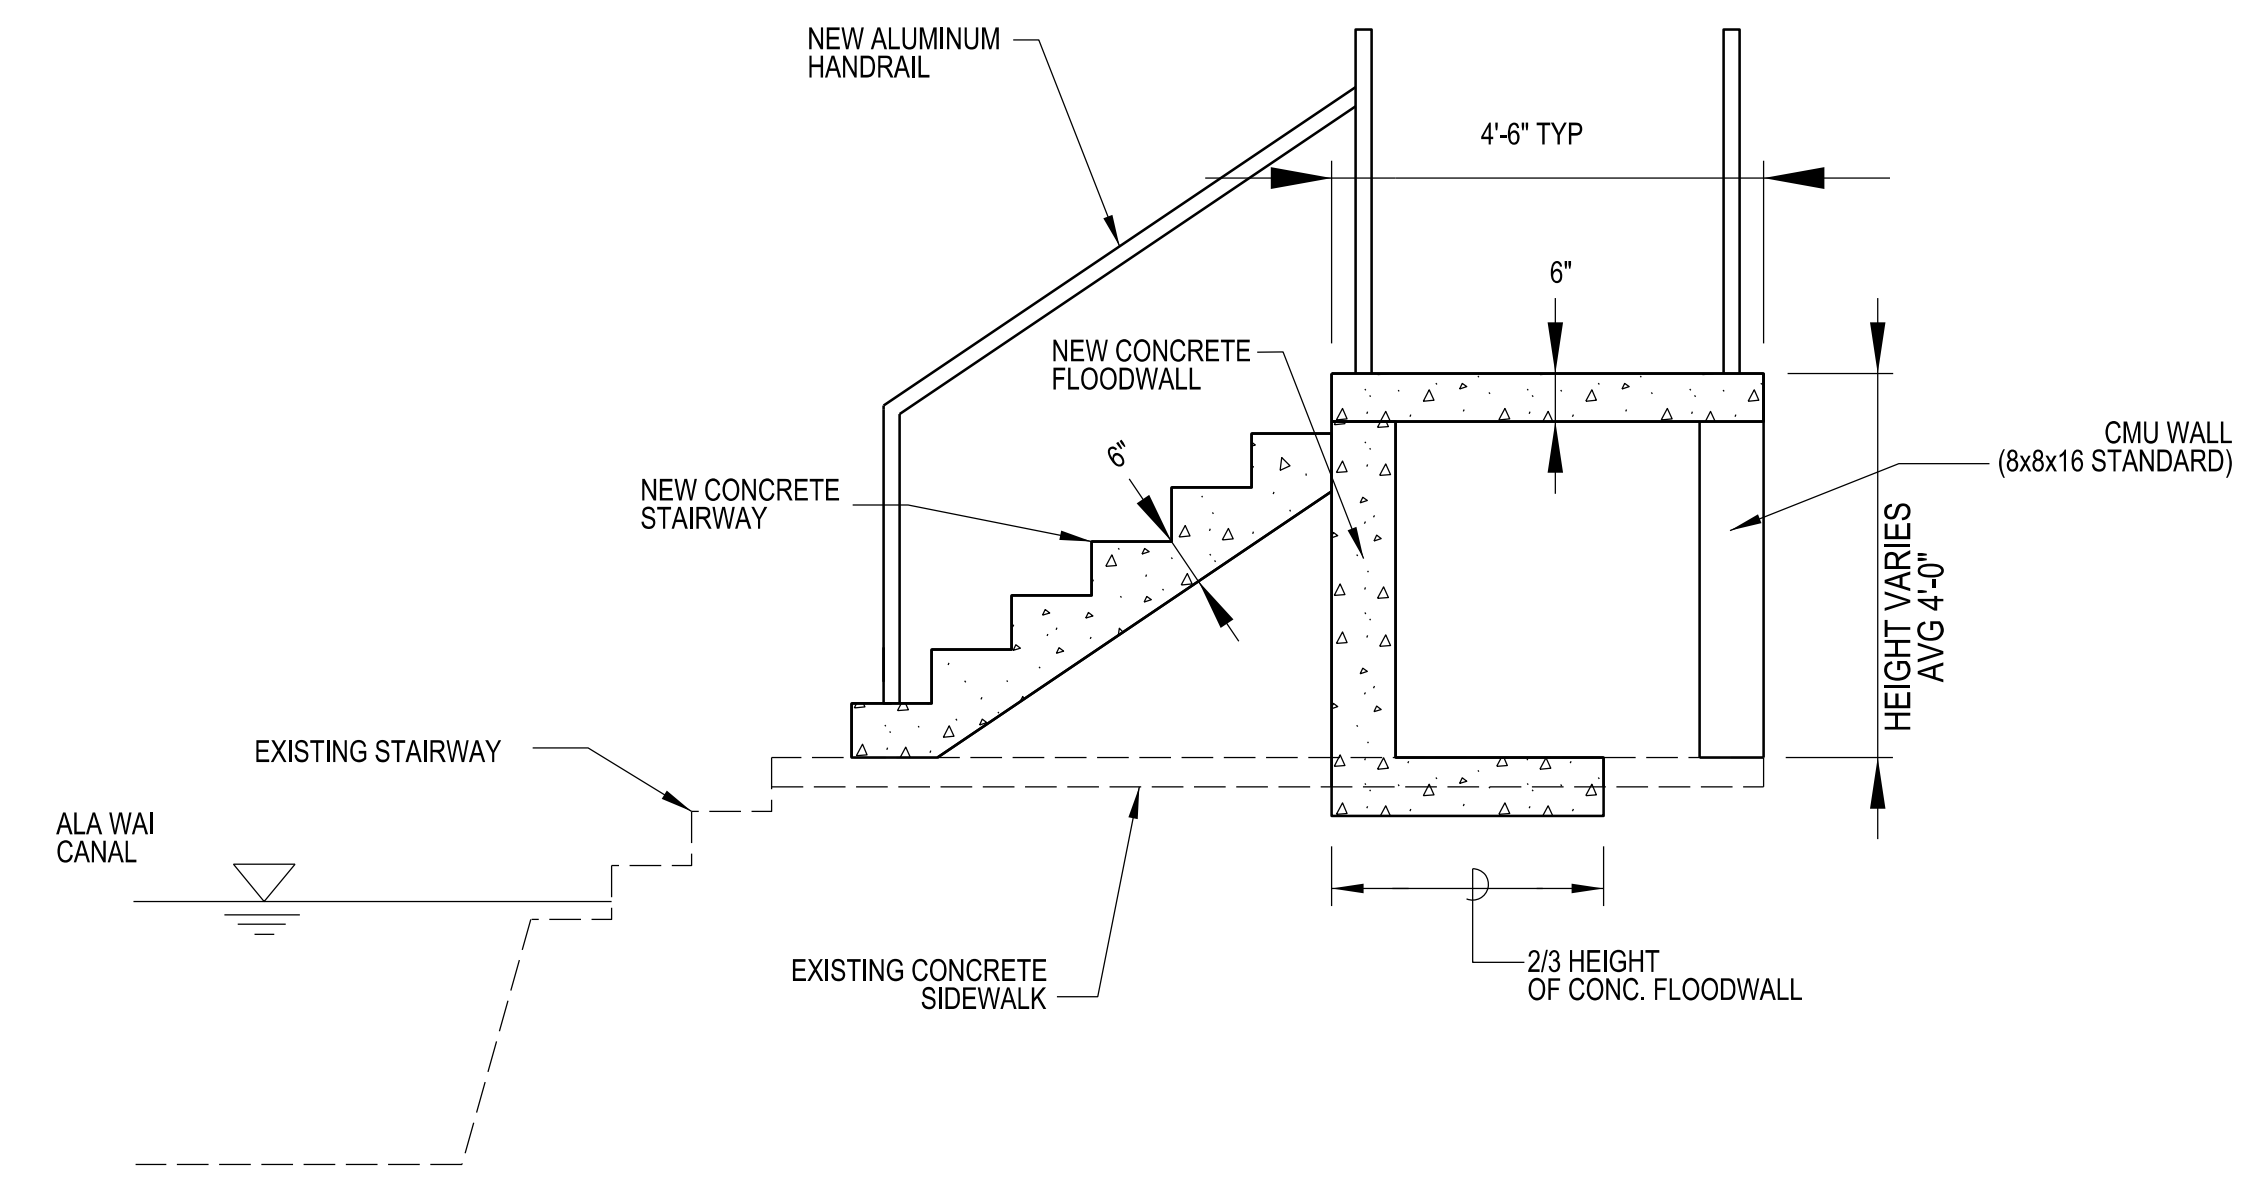 NEW ALUMINUM
HANDRAIL
4'-6" TYP
6"
NEW CONCRETE
FLOODWALL
CMU WALL
(8x8x16 STANDARD)
6"
NEW CONCRETE
STAIRWAY
HEIGHT VARIES
AVG 4'-0"
EXISTING STAIRWAY
ALA WAI
CANAL
EXISTING CONCRETE
SIDEWALK
2/3 HEIGHT
OF CONC. FLOODWALL